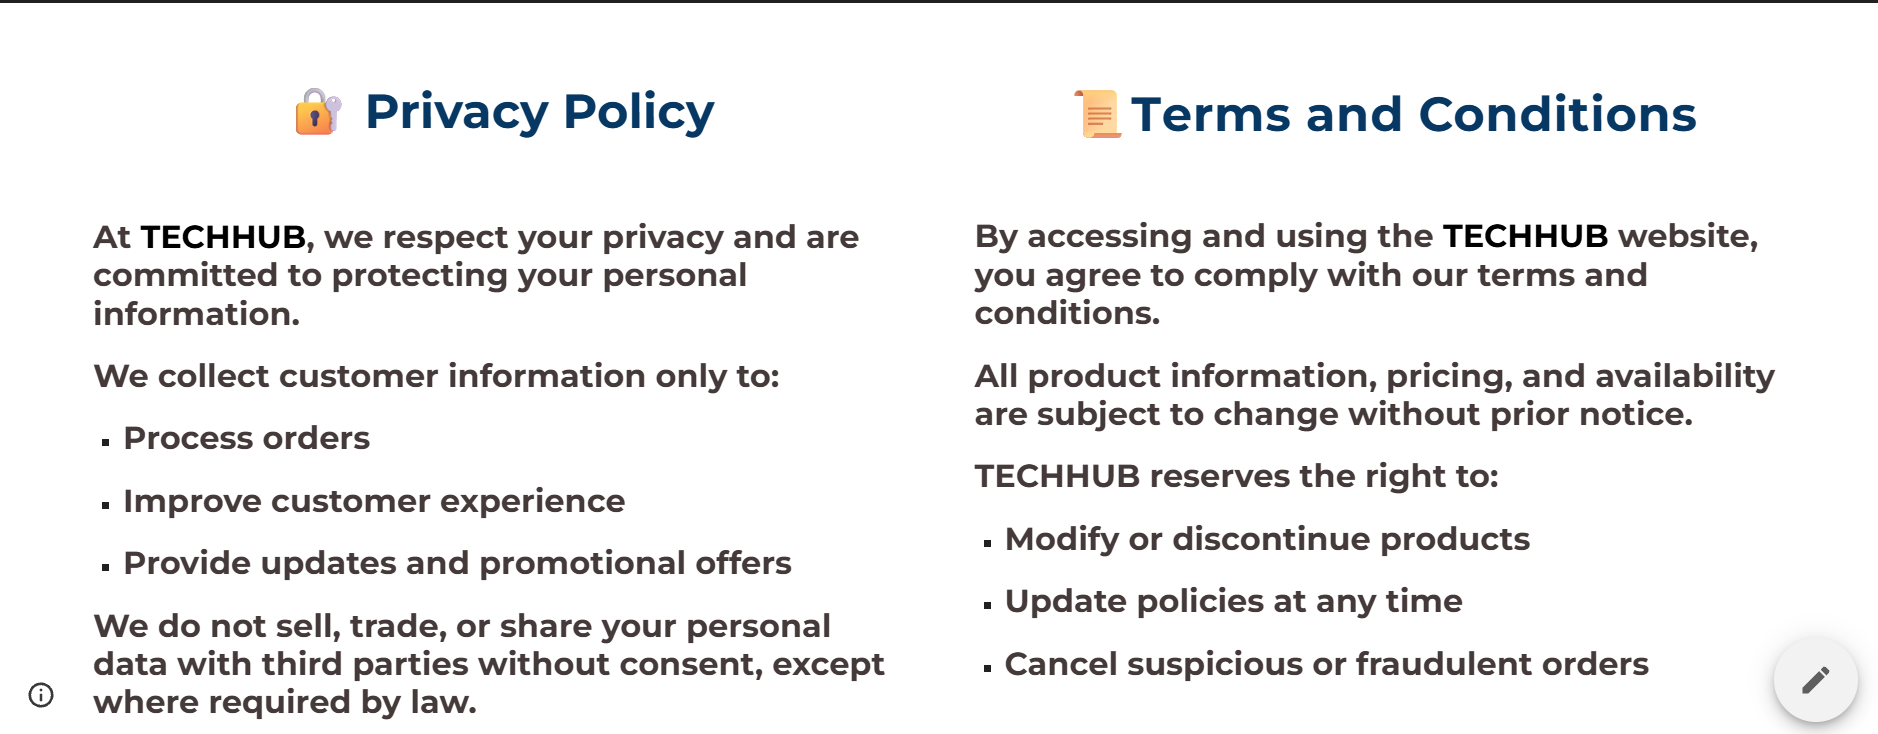 Privacy Policy
At TECHHUB, we respect your privacy and are
committed to protecting your personal
information.
We collect customer information only to:
▪ Process orders
▪ Improve customer experience
▪ Provide updates and promotional offers
We do not sell, trade, or share your personal
data with third parties without consent, except
where required by law.
Terms and Conditions
By accessing and using the TECHHUB website,
you agree to comply with our terms and
conditions.
All product information, pricing, and availability
are subject to change without prior notice.
TECHHUB reserves the right to:
▪ Modify or discontinue products
▪ Update policies at any time
▪ Cancel suspicious or fraudulent orders